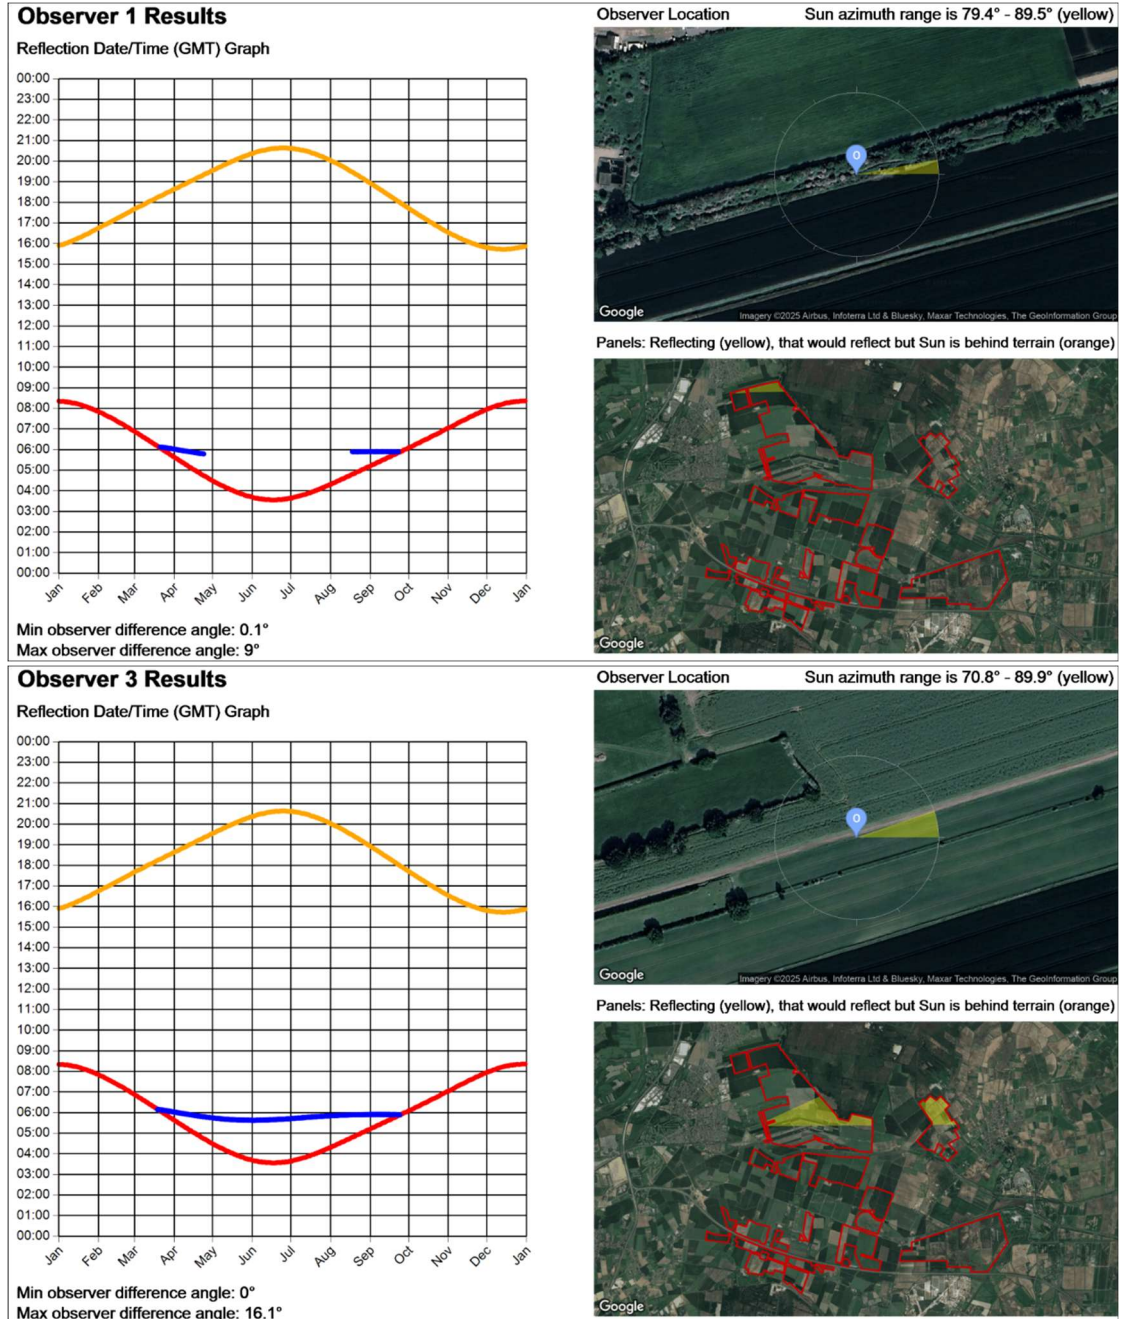 Observer 1 Results
Reflection Date/Time (GMT) Graph
00:00
23:00
22:00
21:00
20:00
19:00
18:00
17:00
16:00
15:00
14:00
13:00
12:00
11:00
10:00
09:00
08:00
07:00
06:00
05:00
04:00
03:00
02:00
01:00
00:00
Jan Feb Mar Apr May Jun Jul Aug Sep Oct Nov Dec Jan
Min observer difference angle: 0.1°
Max observer difference angle: 9°
Observer Location Sun azimuth range is 79.4° - 89.5° (yellow)
O
Google Imagery ©2025 Airbus, Infoterra Ltd & Bluesky, Maxar Technologies, The GeoInformation Group
Panels: Reflecting (yellow), that would reflect but Sun is behind terrain (orange)
Google
Observer 3 Results
Reflection Date/Time (GMT) Graph
00:00
23:00
22:00
21:00
20:00
19:00
18:00
17:00
16:00
15:00
14:00
13:00
12:00
11:00
10:00
09:00
08:00
07:00
06:00
05:00
04:00
03:00
02:00
01:00
00:00
Jan Feb Mar Apr May Jun Jul Aug Sep Oct Nov Dec Jan
Min observer difference angle: 0°
Max observer difference angle: 16.1°
Observer Location Sun azimuth range is 70.8° - 89.9° (yellow)
O
Google Imagery ©2025 Airbus, Infoterra Ltd & Bluesky, Maxar Technologies, The GeoInformation Group
Panels: Reflecting (yellow), that would reflect but Sun is behind terrain (orange)
Google